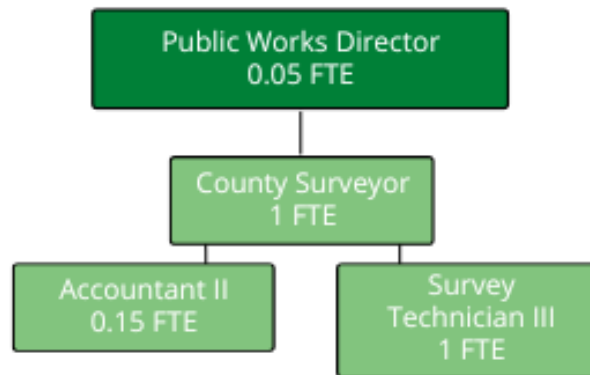 Public Works Director
0.05 FTE
County Surveyor
1 FTE
Accountant II
0.15 FTE
Survey
Technician III
1 FTE